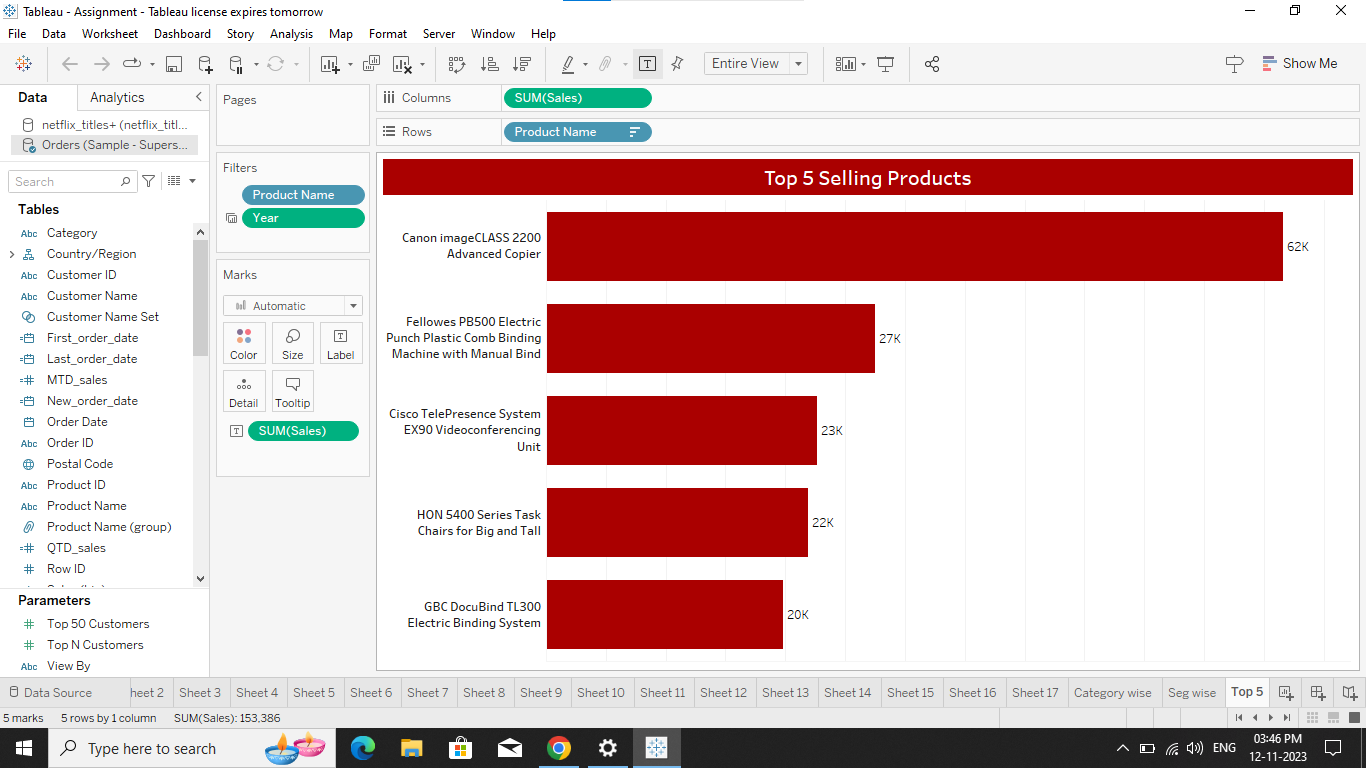 Tableau - Assignment - Tableau license expires tomorrow
File Data Worksheet Dashboard Story Analysis Map Format Server Window Help
Entire View
Show Me
Data Analytics
netflix_titles+ (netflix_titl...
Orders (Sample - Supers...
Search
Tables
Abc Category
Country/Region
Abc Customer ID
Abc Customer Name
Customer Name Set
First_order_date
Last_order_date
MTD_sales
New_order_date
Order Date
Abc Order ID
Postal Code
Abc Product ID
Abc Product Name
Product Name (group)
QTD_sales
Row ID
Parameters
Top 50 Customers
Top N Customers
Abc View By
Pages
Filters
Product Name
Year
Marks
Automatic
Color Size Label
Detail Tooltip
SUM(Sales)
Columns SUM(Sales)
Rows Product Name
Top 5 Selling Products
Canon imageCLASS 2200
Advanced Copier
62K
Fellowes PB500 Electric
Punch Plastic Comb Binding
Machine with Manual Bind
27K
Cisco TelePresence System
EX90 Videoconferencing
Unit
23K
HON 5400 Series Task
Chairs for Big and Tall
22K
GBC DocuBind TL300
Electric Binding System
20K
Data Source heet 2 Sheet 3 Sheet 4 Sheet 5 Sheet 6 Sheet 7 Sheet 8 Sheet 9 Sheet 10 Sheet 11 Sheet 12 Sheet 13 Sheet 14 Sheet 15 Sheet 16 Sheet 17 Category wise Seg wise Top 5
5 marks 5 rows by 1 column SUM(Sales): 153,386
Type here to search
ENG
03:46 PM
12-11-2023